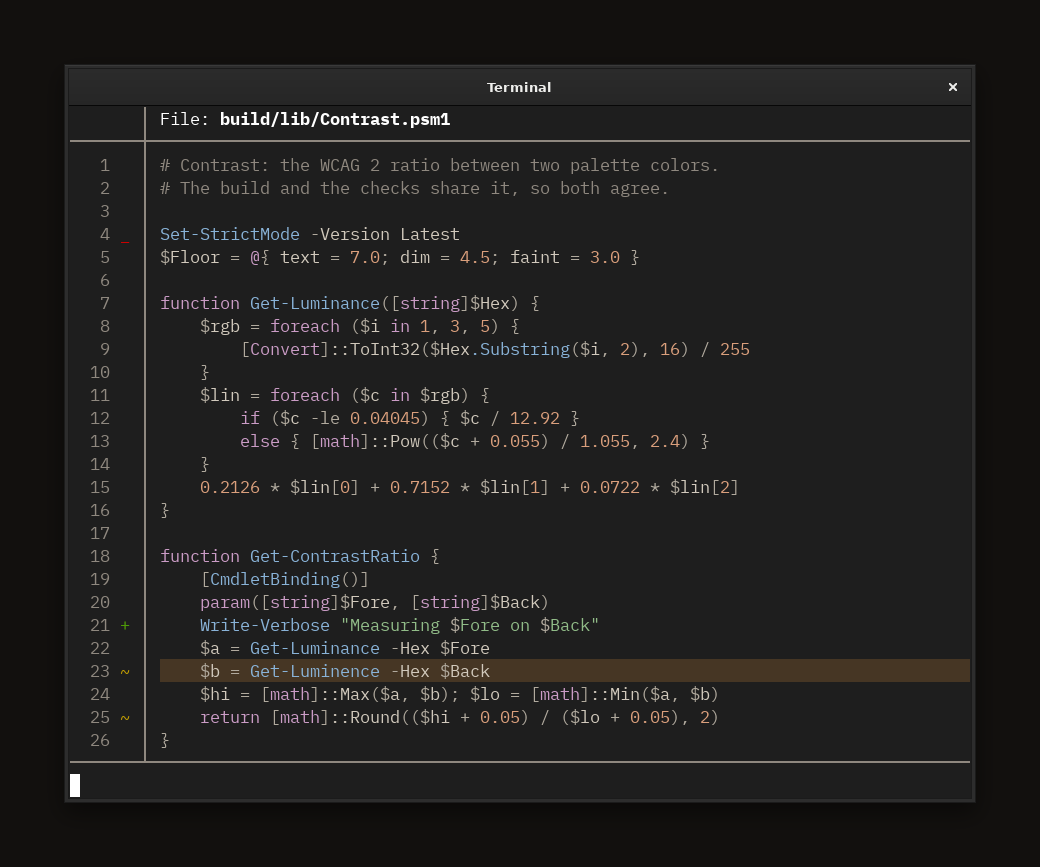 Terminal ×
File: build/lib/Contrast.psm1
1 # Contrast: the WCAG 2 ratio between two palette colors.
2 # The build and the checks share it, so both agree.
3
4 _ Set-StrictMode -Version Latest
5 $Floor = @{ text = 7.0; dim = 4.5; faint = 3.0 }
6
7 function Get-Luminance([string]$Hex) {
8     $rgb = foreach ($i in 1, 3, 5) {
9         [Convert]::ToInt32($Hex.Substring($i, 2), 16) / 255
10     }
11     $lin = foreach ($c in $rgb) {
12         if ($c -le 0.04045) { $c / 12.92 }
13         else { [math]::Pow(($c + 0.055) / 1.055, 2.4) }
14     }
15     0.2126 * $lin[0] + 0.7152 * $lin[1] + 0.0722 * $lin[2]
16 }
17
18 function Get-ContrastRatio {
19     [CmdletBinding()]
20     param([string]$Fore, [string]$Back)
21 +     Write-Verbose "Measuring $Fore on $Back"
22     $a = Get-Luminance -Hex $Fore
23 ~     $b = Get-Luminence -Hex $Back
24     $hi = [math]::Max($a, $b); $lo = [math]::Min($a, $b)
25 ~     return [math]::Round(($hi + 0.05) / ($lo + 0.05), 2)
26 }